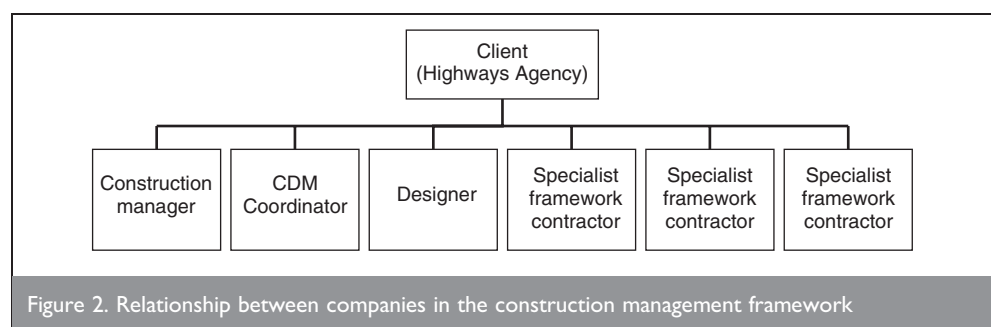 Client
(Highways Agency)
Construction
manager
CDM
Coordinator
Designer
Specialist
framework
contractor
Specialist
framework
contractor
Specialist
framework
contractor
Figure 2. Relationship between companies in the construction management framework